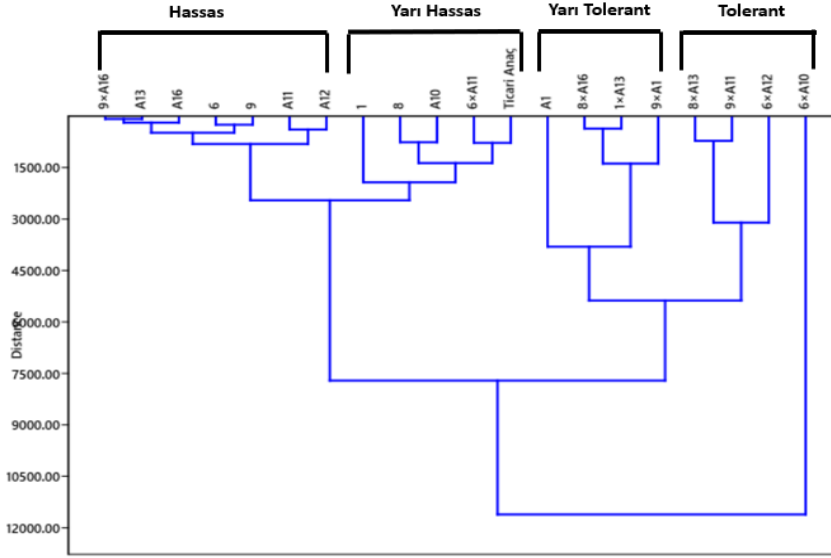 Hassas
Yarı Hassas
Yarı Tolerant
Tolerant
9×A16
A13
A16
6
9
A11
A12
1
8
A10
6×A11
Ticari Anaç
A1
8×A16
1×A13
9×A1
8×A13
9×A11
6×A12
6×A10
1500.00
3000.00
4500.00
6000.00
7500.00
9000.00
10500.00
12000.00
Distance